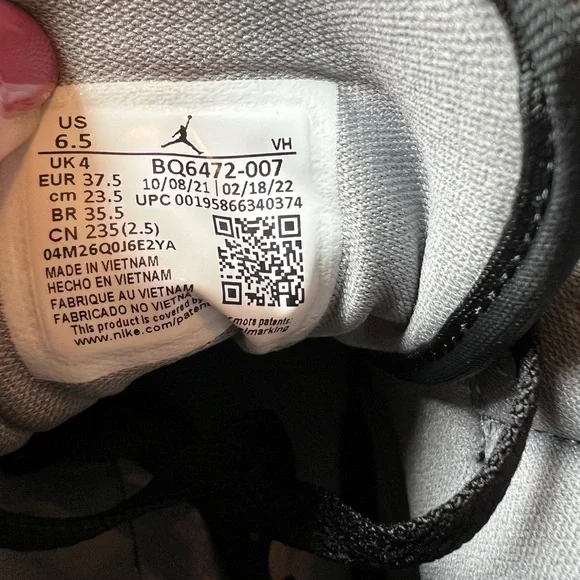 US
6.5
VH
UK 4
BQ6472-007
EUR 37.5
10/08/21 | 02/18/22
cm 23.5
UPC 00195866340374
BR 35.5
CN 235(2.5)
04M26Q0J6E2YA
MADE IN VIETNAM
HECHO EN VIETNAM
FABRIQUE AU VIETNAM
FABRICADO NO VIETNAM
This product is covered by more patents.
www.nike.com/patents